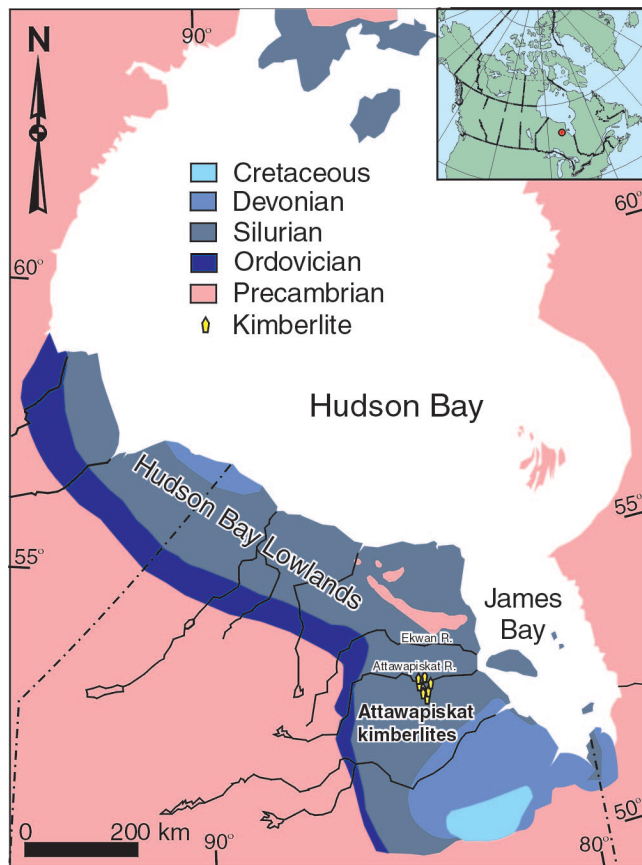 90°
N
Cretaceous
Devonian
Silurian
Ordovician
Precambrian
Kimberlite
60°
60°
Hudson Bay
Hudson Bay Lowlands
55°
55°
James
Bay
Ekwan R.
Attawapiskat R.
Attawapiskat
kimberlites
50°
0 200 km
90°
80°